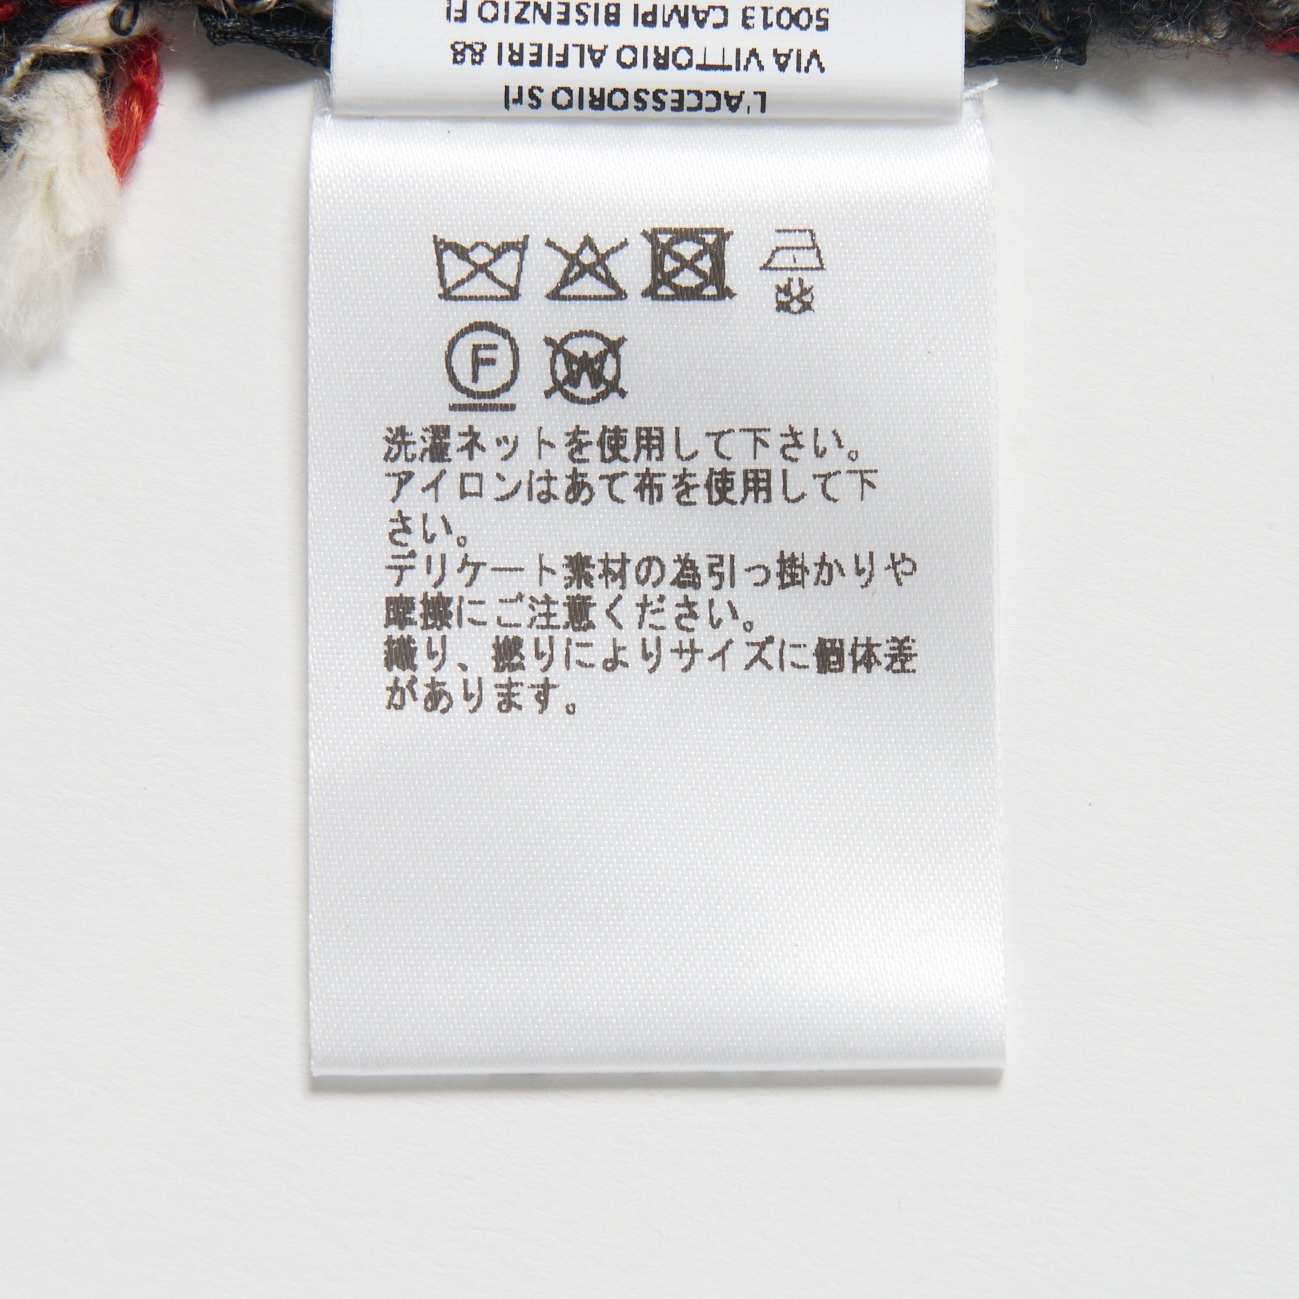 50013 CAMPI BISENZIO FI
VIA VITTORIO ALFIERI 88
L'ACCESSORIO Srl
F
W
洗濯ネットを使用して下さい。
アイロンはあて布を使用して下
さい。
デリケート素材の為引っ掛かりや
摩擦にご注意ください。
織り、撚りによりサイズに個体差
があります。